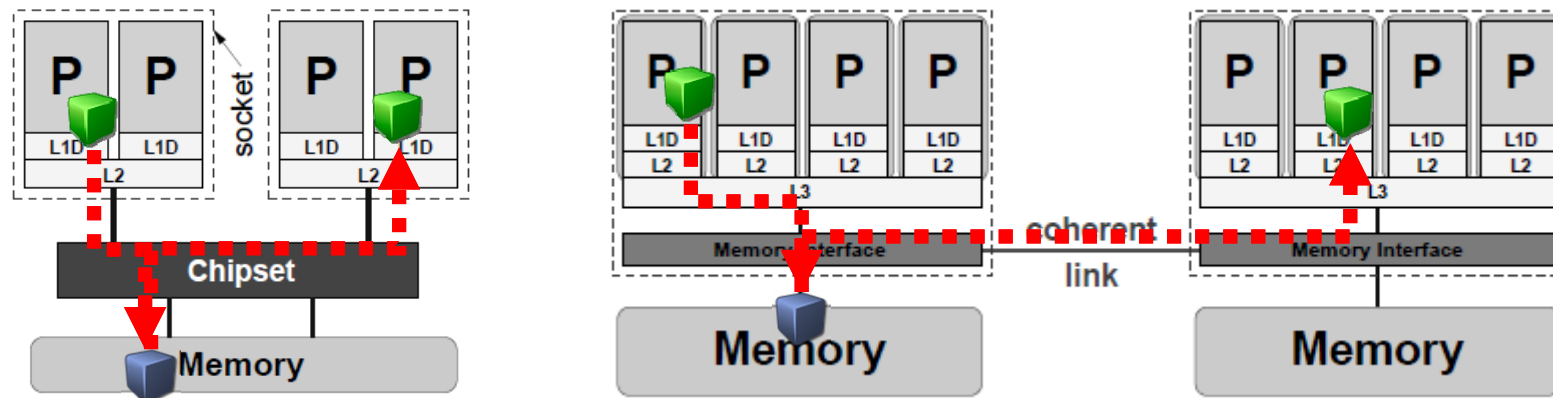 P P P P
socket
L1D L1D L1D
L2 L2
Chipset
Memory
P P P P
L1D L1D L1D L1D
L2 L2 L2 L2
L3
Memory Interface
Memory
coherent
link
P P P P
L1D L1D L1D L1D
L2 L2 L2 L2
L3
Memory Interface
Memory